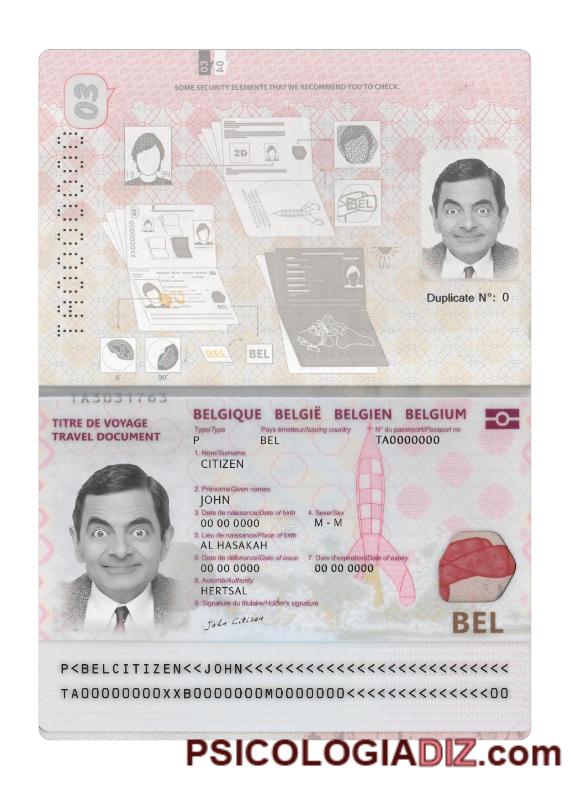 03
04
SOME SECURITY ELEMENTS THAT WE RECOMMEND YOU TO CHECK.
03
TA0000000
19 94
2D
BEL
UV
XX0000000
0° 90°
BEL BEL
Duplicate N°: 0
TA3031763
TITRE DE VOYAGE
TRAVEL DOCUMENT
BELGIQUE BELGIË BELGIEN BELGIUM
Type/Type Pays émetteur/Issuing country N° du passeport/Passport no
P BEL TA0000000
1. Nom/Surname
CITIZEN
2. Prénoms/Given names
JOHN
3. Date de naissance/Date of birth 4. Sexe/Sex
00 00 0000 M - M
5. Lieu de naissance/Place of birth
AL HASAKAH
6. Date de délivrance/Date of issue 7. Date d'expiration/Date of expiry
00 00 0000 00 00 0000
8. Autorité/Authority
HERTSAL
9. Signature du titulaire/Holder's signature
John Citizen
BEL
P<BELCITIZEN<<JOHN<<<<<<<<<<<<<<<<<<<<<<<<<<
TA00000000XXB0000000M0000000<<<<<<<<<<<<<<00
PSICOLOGIADIZ.com